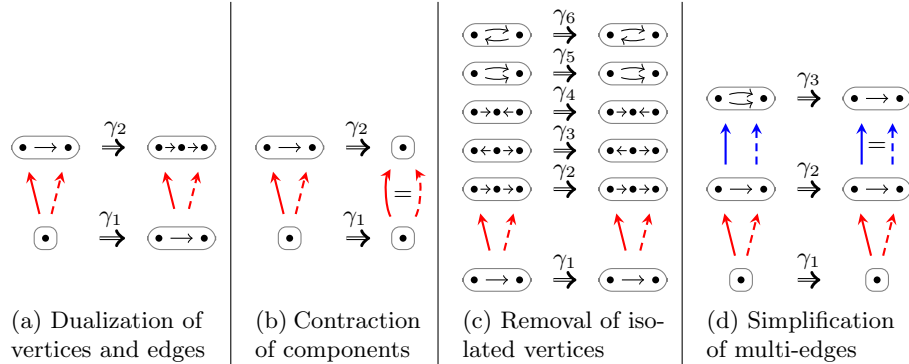 γ6
γ5
γ4
γ3
γ2
γ1
γ2
γ1
γ2
=
γ1
γ3
=
γ2
γ1
(a) Dualization of
vertices and edges
(b) Contraction
of components
(c) Removal of iso-
lated vertices
(d) Simplification
of multi-edges